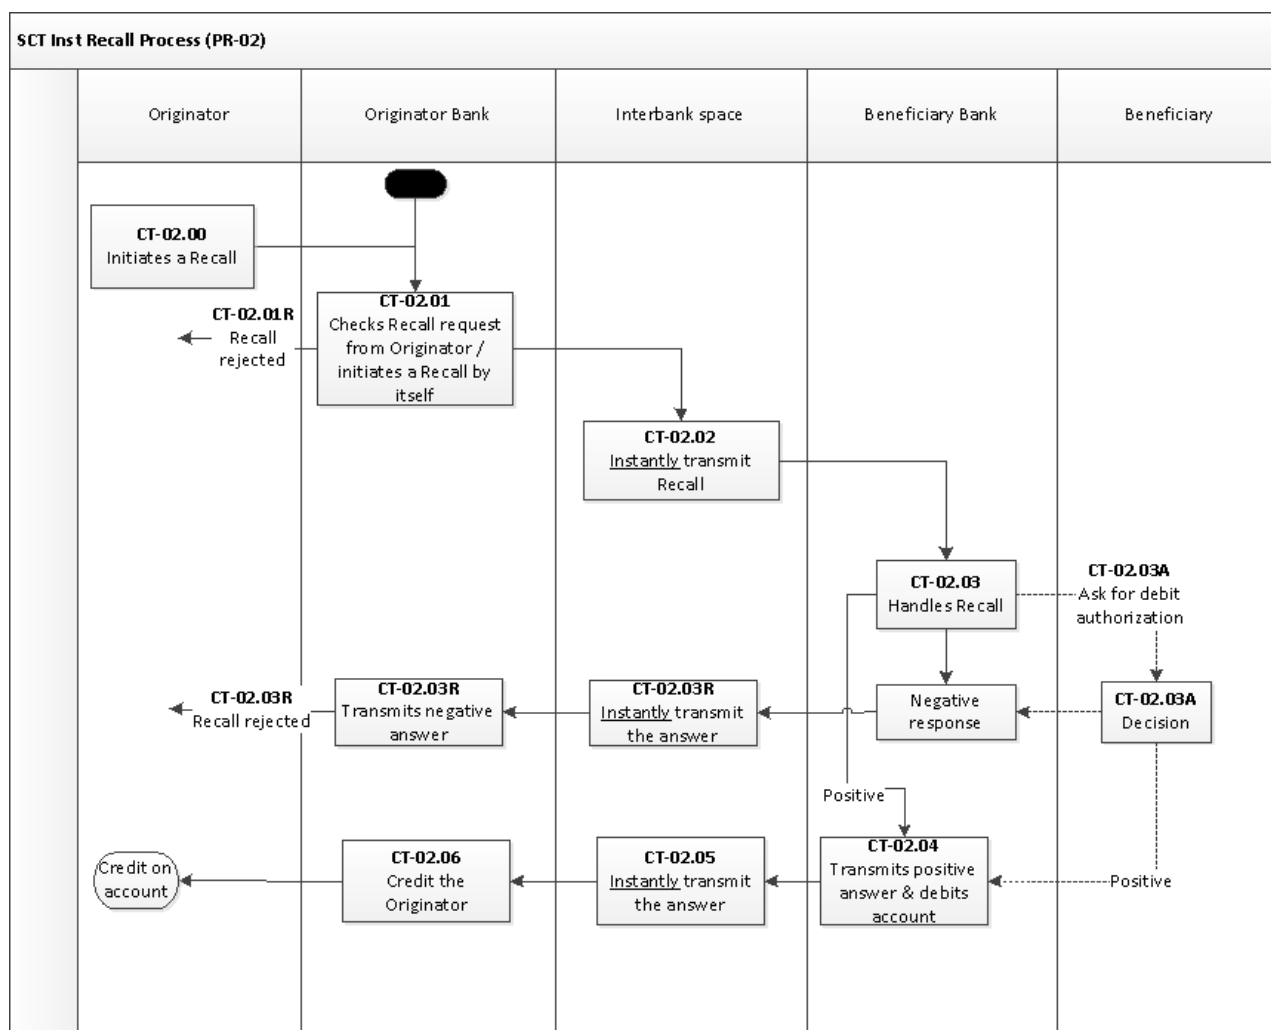 SCT Inst Recall Process (PR-02)
Originator
Originator Bank
Interbank space
Beneficiary Bank
Beneficiary
CT-02.00
Initiates a Recall
CT-02.01R
Recall
rejected
CT-02.01
Checks Recall request
from Originator /
initiates a Recall by
itself
CT-02.02
Instantly transmit
Recall
CT-02.03
Handles Recall
CT-02.03A
Ask for debit
authorization
CT-02.03R
Recall rejected
CT-02.03R
Transmits negative
answer
CT-02.03R
Instantly transmit
the answer
Negative
response
CT-02.03A
Decision
Positive
Credit on
account
CT-02.06
Credit the
Originator
CT-02.05
Instantly transmit
the answer
CT-02.04
Transmits positive
answer & debits
account
Positive